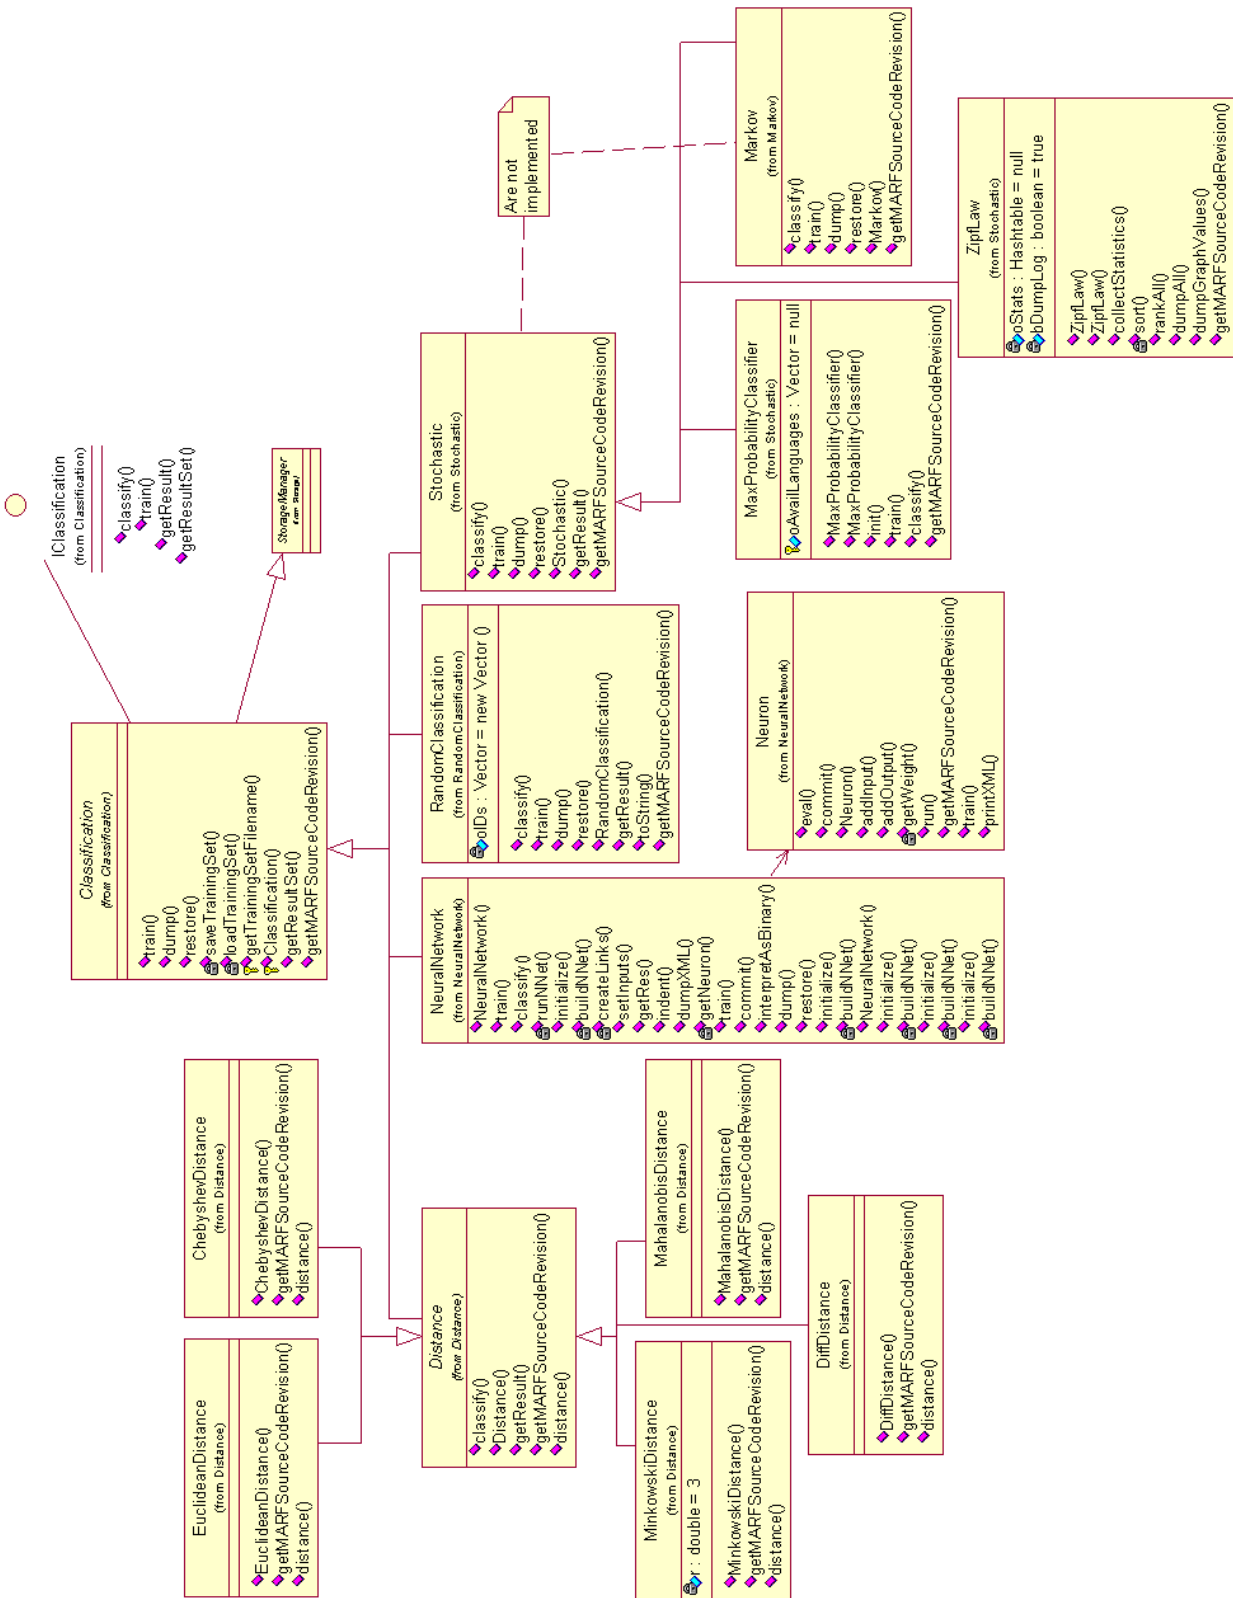 IClassification
(from Classification)
classify()
train()
getResult()
getResultSet()
StorageManager
(from Storage)
Classification
(from Classification)
train()
dump()
restore()
saveTrainingSet()
loadTrainingSet()
getTrainingSetFilename()
Classification()
getResultSet()
getMARFSourceCodeRevision()
EuclideanDistance
(from Distance)
EuclideanDistance()
getMARFSourceCodeRevision()
distance()
ChebyshevDistance
(from Distance)
ChebyshevDistance()
getMARFSourceCodeRevision()
distance()
Distance
(from Distance)
classify()
Distance()
getResult()
getMARFSourceCodeRevision()
distance()
NeuralNetwork
(from NeuralNetwork)
NeuralNetwork()
train()
classify()
runNNet()
initialize()
buildNNet()
createLinks()
setInputs()
getRes()
indent()
dumpXML()
getNeuron()
train()
commit()
interpretAsBinary()
dump()
restore()
initialize()
buildNNet()
NeuralNetwork()
initialize()
buildNNet()
initialize()
buildNNet()
initialize()
buildNNet()
RandomClassification
(from RandomClassification)
oIDs : Vector = new Vector ()
classify()
train()
dump()
restore()
RandomClassification()
getResult()
toString()
getMARFSourceCodeRevision()
Stochastic
(from Stochastic)
classify()
train()
dump()
restore()
Stochastic()
getResult()
getMARFSourceCodeRevision()
Are not
implemented
MinkowskiDistance
(from Distance)
r : double = 3
MinkowskiDistance()
getMARFSourceCodeRevision()
distance()
MahalanobisDistance
(from Distance)
MahalanobisDistance()
getMARFSourceCodeRevision()
distance()
DiffDistance
(from Distance)
DiffDistance()
getMARFSourceCodeRevision()
distance()
Neuron
(from NeuralNetwork)
eval()
commit()
Neuron()
addInput()
addOutput()
getWeight()
run()
getMARFSourceCodeRevision()
train()
printXML()
MaxProbabilityClassifier
(from Stochastic)
oAvailLanguages : Vector = null
MaxProbabilityClassifier()
MaxProbabilityClassifier()
init()
train()
classify()
getMARFSourceCodeRevision()
Markov
(from Markov)
classify()
train()
dump()
restore()
Markov()
getMARFSourceCodeRevision()
ZipfLaw
(from Stochastic)
oStats : Hashtable = null
bDumpLog : boolean = true
ZipfLaw()
ZipfLaw()
collectStatistics()
sort()
rankAll()
dumpAll()
dumpGraphValues()
getMARFSourceCodeRevision()